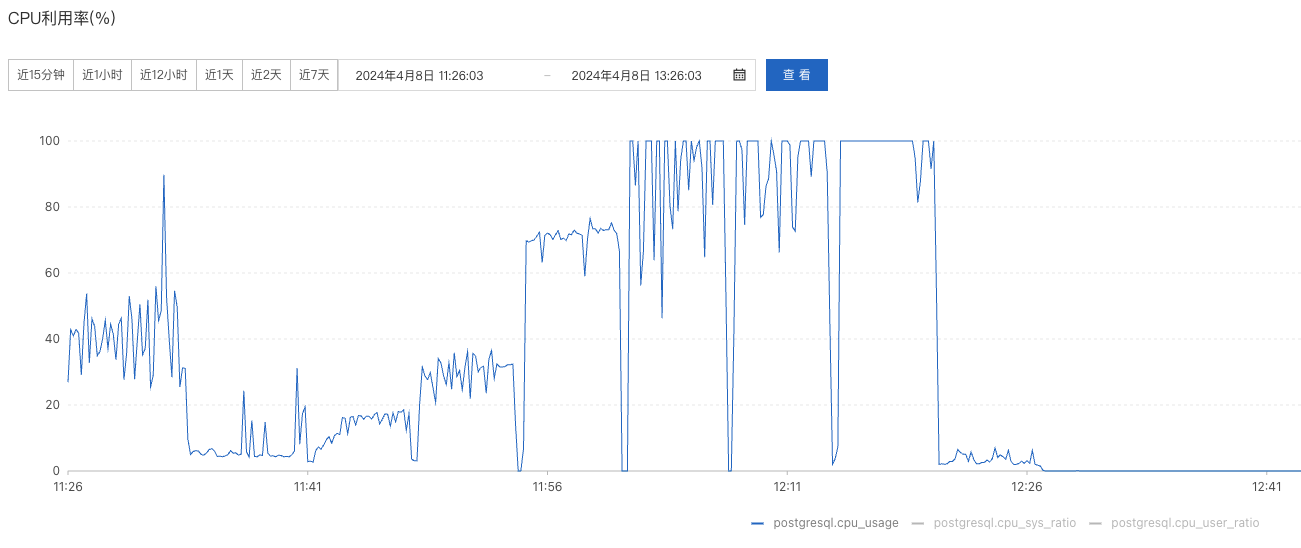 CPU利用率(%)
近15分钟 近1小时 近12小时 近1天 近2天 近7天 2024年4月8日 11:26:03 – 2024年4月8日 13:26:03 查 看
100
80
60
40
20
0
11:26 11:41 11:56 12:11 12:26 12:41
postgresql.cpu_usage postgresql.cpu_sys_ratio postgresql.cpu_user_ratio